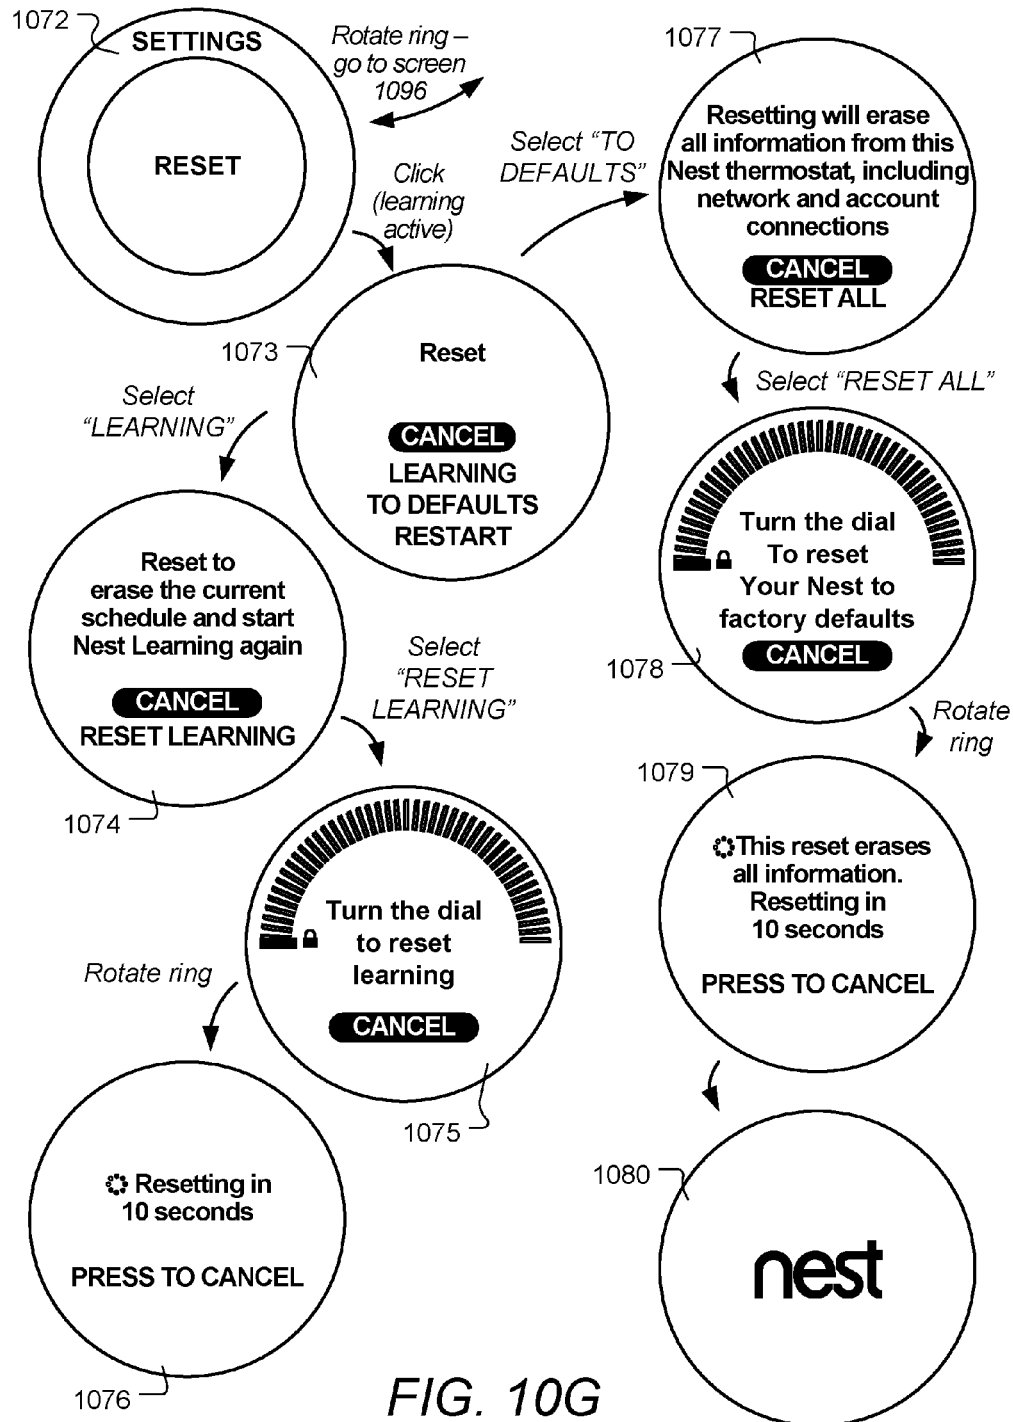 1072
SETTINGS
RESET
Rotate ring –
go to screen
1096
Click
(learning
active)
Select “TO
DEFAULTS”
1077
Resetting will erase
all information from this
Nest thermostat, including
network and account
connections
CANCEL
RESET ALL
1073
Reset
CANCEL
LEARNING
TO DEFAULTS
RESTART
Select
“LEARNING”
Select “RESET ALL”
Reset to
erase the current
schedule and start
Nest Learning again
CANCEL
RESET LEARNING
1074
Select
“RESET
LEARNING”
Turn the dial
To reset
Your Nest to
factory defaults
CANCEL
1078
Rotate
ring
Turn the dial
to reset
learning
CANCEL
1075
Rotate ring
1079
This reset erases
all information.
Resetting in
10 seconds
PRESS TO CANCEL
Resetting in
10 seconds
PRESS TO CANCEL
1076
1080
nest
FIG. 10G